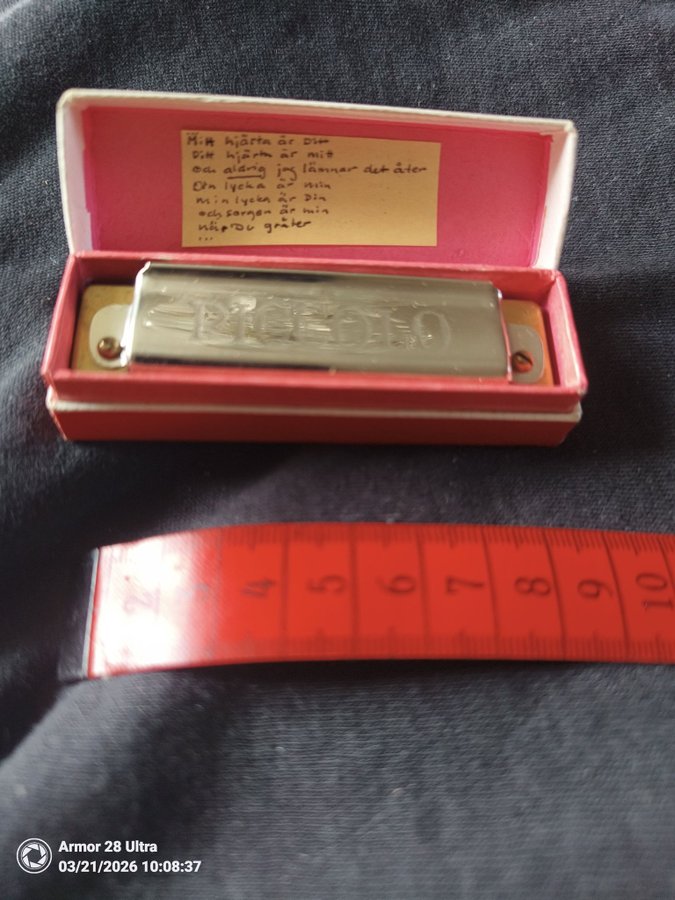 Mitt hjärta är Ditt
Ditt hjärta är mitt
och aldrig jag lämnar det åter
Din lycka är min
min lycka är Din
och sorgen är min
när Du gråter
...
PICCOLO
2 3 4 5 6 7 8 9 10
Armor 28 Ultra
03/21/2026 10:08:37